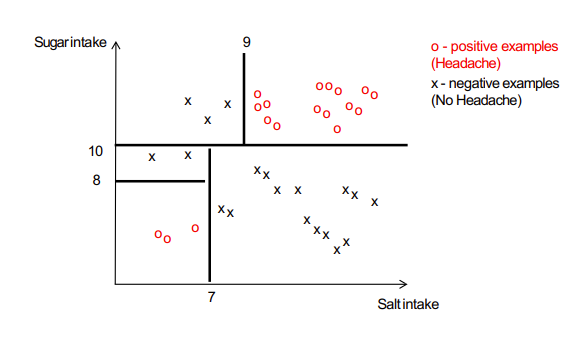 Sugar intake
9
o - positive examples
(Headache)
x - negative examples
(No Headache)
10
8
7
Salt intake